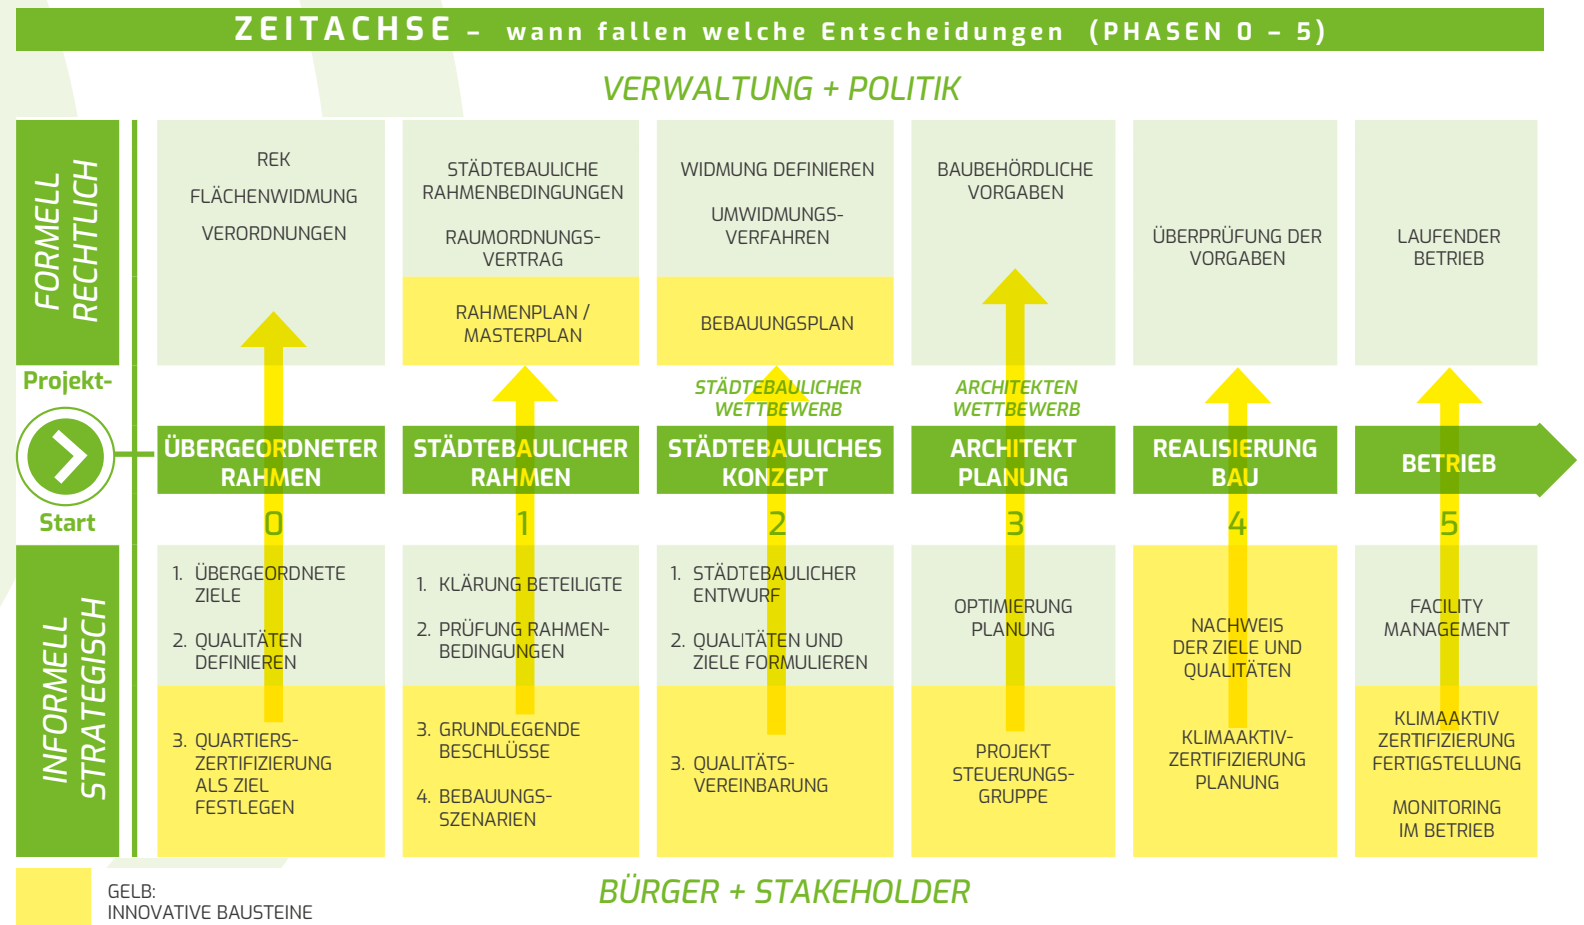 ZEITACHSE – wann fallen welche Entscheidungen (PHASEN 0 – 5)
VERWALTUNG + POLITIK
FORMELL
RECHTLICH
REK
FLÄCHENWIDMUNG
VERORDNUNGEN
STÄDTEBAULICHE
RAHMENBEDINGUNGEN
RAUMORDNUNGS-
VERTRAG
RAHMENPLAN /
MASTERPLAN
WIDMUNG DEFINIEREN
UMWIDMUNGS-
VERFAHREN
BEBAUUNGSPLAN
BAUBEHÖRDLICHE
VORGABEN
ÜBERPRÜFUNG DER
VORGABEN
LAUFENDER
BETRIEB
STÄDTEBAULICHER
WETTBEWERB
ARCHITEKTEN
WETTBEWERB
Projekt-
Start
ÜBERGEORDNETER
RAHMEN
0
STÄDTEBAULICHER
RAHMEN
1
STÄDTEBAULICHES
KONZEPT
2
ARCHITEKT
PLANUNG
3
REALISIERUNG
BAU
4
BETRIEB
5
INFORMELL
STRATEGISCH
1. ÜBERGEORDNETE
ZIELE
2. QUALITÄTEN
DEFINIEREN
3. QUARTIERS-
ZERTIFIZIERUNG
ALS ZIEL
FESTLEGEN
1. KLÄRUNG BETEILIGTE
2. PRÜFUNG RAHMEN-
BEDINGUNGEN
3. GRUNDLEGENDE
BESCHLÜSSE
4. BEBAUUNGS-
SZENARIEN
1. STÄDTEBAULICHER
ENTWURF
2. QUALITÄTEN UND
ZIELE FORMULIEREN
3. QUALITÄTS-
VEREINBARUNG
OPTIMIERUNG
PLANUNG
PROJEKT
STEUERUNGS-
GRUPPE
NACHWEIS
DER ZIELE UND
QUALITÄTEN
KLIMAAKTIV-
ZERTIFIZIERUNG
PLANUNG
FACILITY
MANAGEMENT
KLIMAAKTIV
ZERTIFIZIERUNG
FERTIGSTELLUNG
MONITORING
IM BETRIEB
GELB:
INNOVATIVE BAUSTEINE
BÜRGER + STAKEHOLDER